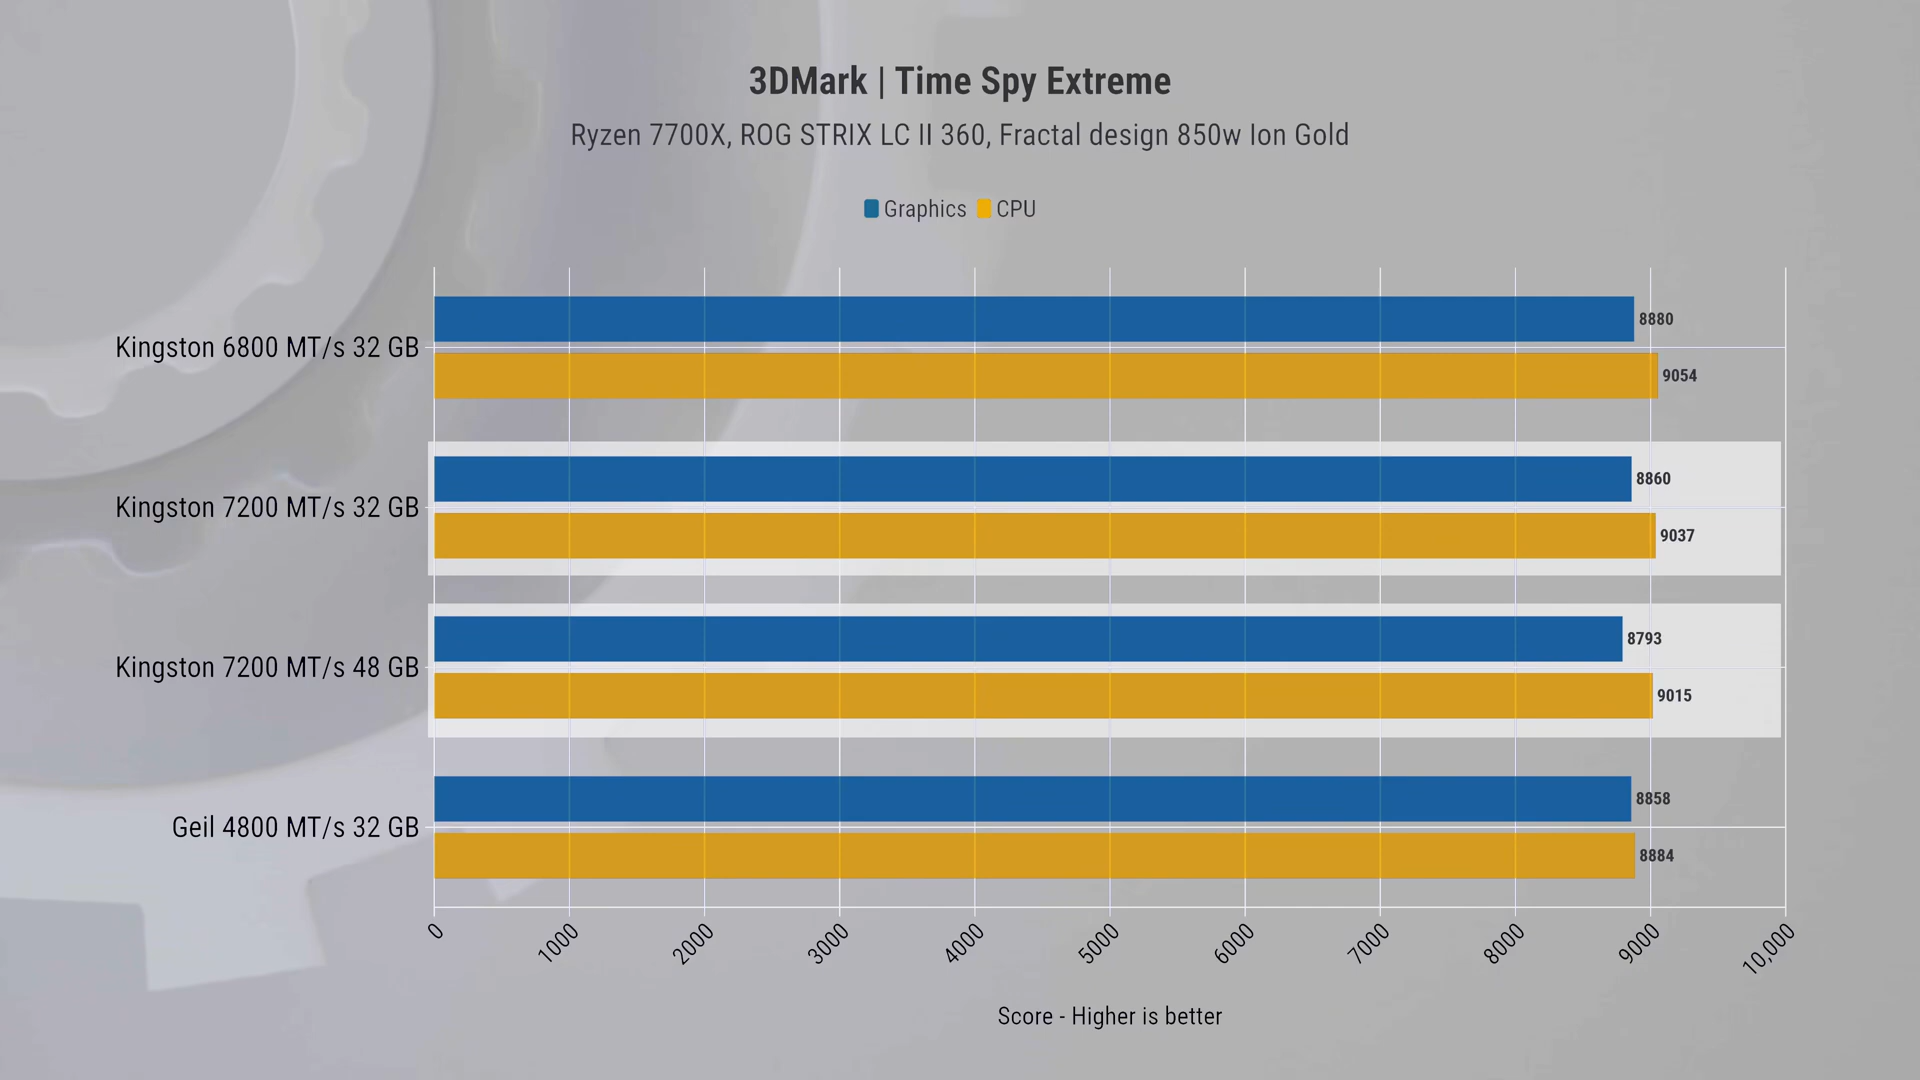 3DMark | Time Spy Extreme
Ryzen 7700X, ROG STRIX LC II 360, Fractal design 850w Ion Gold
Graphics CPU
Kingston 6800 MT/s 32 GB
8880
9054
Kingston 7200 MT/s 32 GB
8860
9037
Kingston 7200 MT/s 48 GB
8793
9015
Geil 4800 MT/s 32 GB
8858
8884
0 1000 2000 3000 4000 5000 6000 7000 8000 9000 10,000
Score - Higher is better